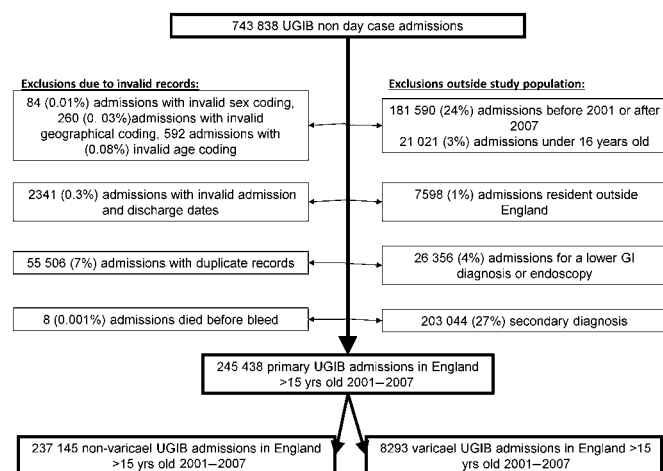 743 838 UGIB non day case admissions
Exclusions due to invalid records:
84 (0.01%) admissions with invalid sex coding,
260 (0. 03%)admissions with invalid
geographical coding, 592 admissions with
(0.08%) invalid age coding
2341 (0.3%) admissions with invalid admission
and discharge dates
55 506 (7%) admissions with duplicate records
8 (0.001%) admissions died before bleed
Exclusions outside study population:
181 590 (24%) admissions before 2001 or after
2007
21 021 (3%) admissions under 16 years old
7598 (1%) admissions resident outside
England
26 356 (4%) admissions for a lower GI
diagnosis or endoscopy
203 044 (27%) secondary diagnosis
245 438 primary UGIB admissions in England
>15 yrs old 2001–2007
237 145 non-varicael UGIB admissions in England
>15 yrs old 2001–2007
8293 varicael UGIB admissions in England >15
yrs old 2001–2007